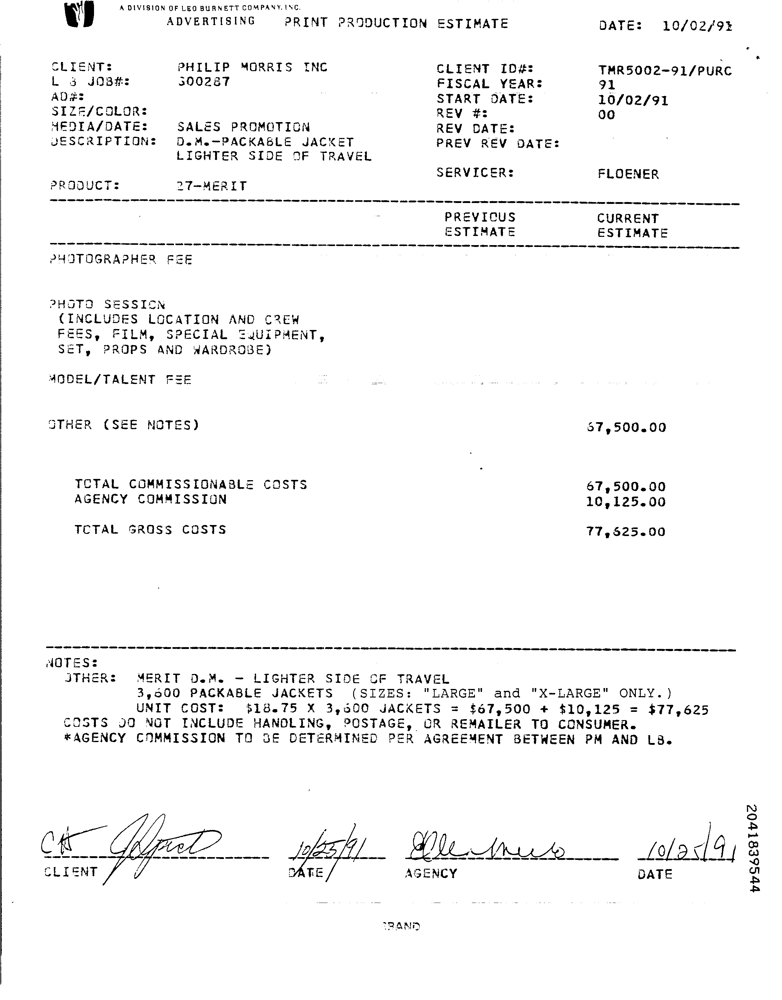 A DIVISION OF LEO BURNETT COMPANY, INC.
ADVERTISING PRINT PRODUCTION ESTIMATE DATE: 10/02/91
CLIENT: PHILIP MORRIS INC CLIENT ID#: TMR5002-91/PURC
L B JOB#: 300287 FISCAL YEAR: 91
AD#: START DATE: 10/02/91
SIZE/COLOR: REV #: 00
MEDIA/DATE: SALES PROMOTION REV DATE:
DESCRIPTION: D.M.-PACKABLE JACKET PREV REV DATE:
LIGHTER SIDE OF TRAVEL
SERVICER: FLOENER
PRODUCT: 27-MERIT
PREVIOUS CURRENT
ESTIMATE ESTIMATE
PHOTOGRAPHER FEE
PHOTO SESSION
(INCLUDES LOCATION AND CREW
FEES, FILM, SPECIAL EQUIPMENT,
SET, PROPS AND WARDROBE)
MODEL/TALENT FEE
OTHER (SEE NOTES) 67,500.00
TOTAL COMMISSIONABLE COSTS 67,500.00
AGENCY COMMISSION 10,125.00
TOTAL GROSS COSTS 77,625.00
NOTES:
OTHER: MERIT D.M. - LIGHTER SIDE OF TRAVEL
3,600 PACKABLE JACKETS (SIZES: "LARGE" and "X-LARGE" ONLY.)
UNIT COST: $18.75 X 3,600 JACKETS = $67,500 + $10,125 = $77,625
COSTS DO NOT INCLUDE HANDLING, POSTAGE, OR REMAILER TO CONSUMER.
*AGENCY COMMISSION TO BE DETERMINED PER AGREEMENT BETWEEN PM AND LB.
10/25/91 10/25/91
CLIENT DATE AGENCY DATE
2041839544
BRAND